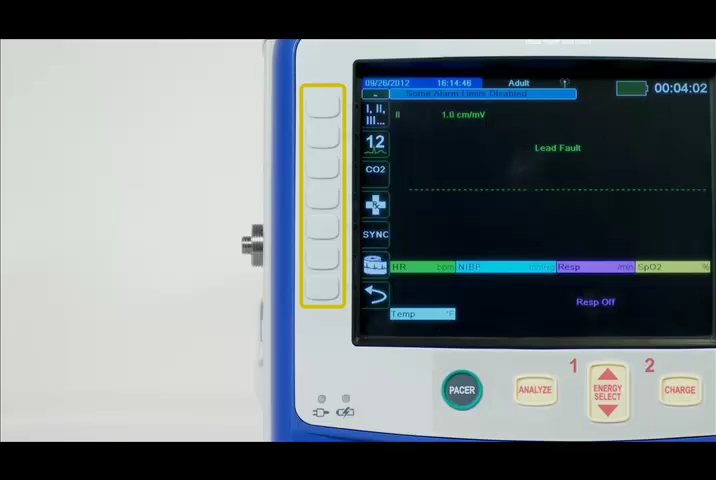 09/26/2012 16:14:46 Adult
00:04:02
Some Alarm Limits Disabled
I, II,
III...
II 1.0 cm/mV
12
Lead Fault
CO2
SYNC
HR bpm NIBP mmHg Resp /min SpO2 %
Resp Off
Temp °F
1 2
PACER ANALYZE ENERGY
SELECT CHARGE